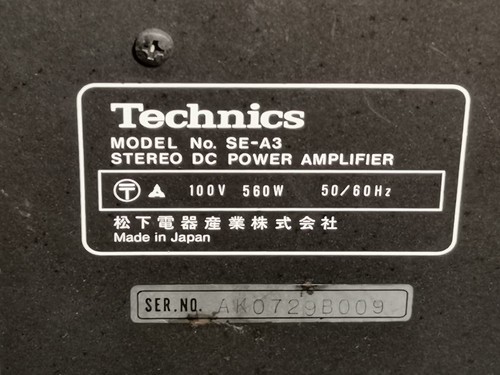 Technics
MODEL No. SE-A3
STEREO DC POWER AMPLIFIER
〒 100V 560W 50/60Hz
松下電器産業株式会社
Made in Japan
SER.NO. AK0729B009